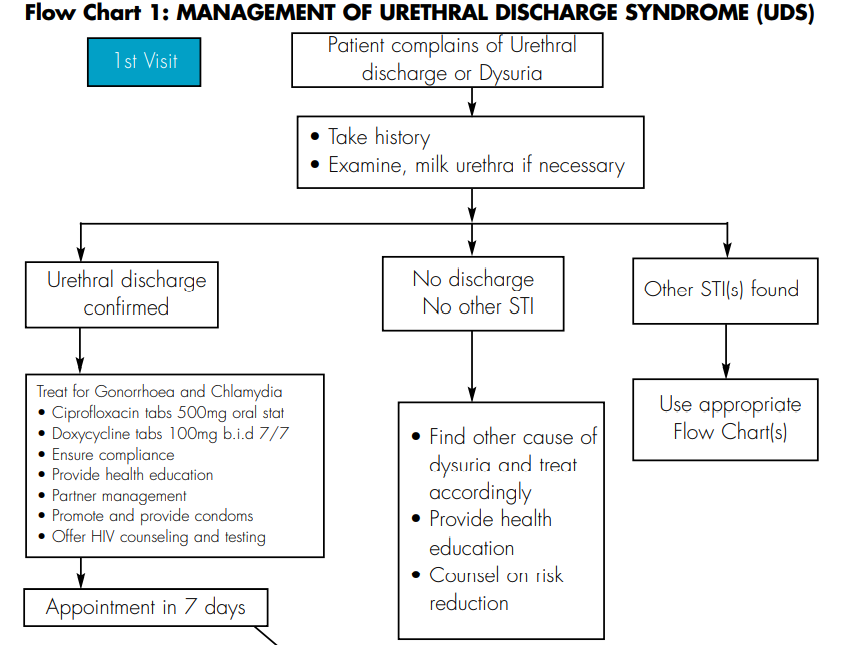 Flow Chart 1: MANAGEMENT OF URETHRAL DISCHARGE SYNDROME (UDS)
1st Visit
Patient complains of Urethral
discharge or Dysuria
• Take history
• Examine, milk urethra if necessary
Urethral discharge
confirmed
No discharge
No other STI
Other STI(s) found
Treat for Gonorrhoea and Chlamydia
• Ciprofloxacin tabs 500mg oral stat
• Doxycycline tabs 100mg b.i.d 7/7
• Ensure compliance
• Provide health education
• Partner management
• Promote and provide condoms
• Offer HIV counseling and testing
• Find other cause of
dysuria and treat
accordingly
• Provide health
education
• Counsel on risk
reduction
Use appropriate
Flow Chart(s)
Appointment in 7 days